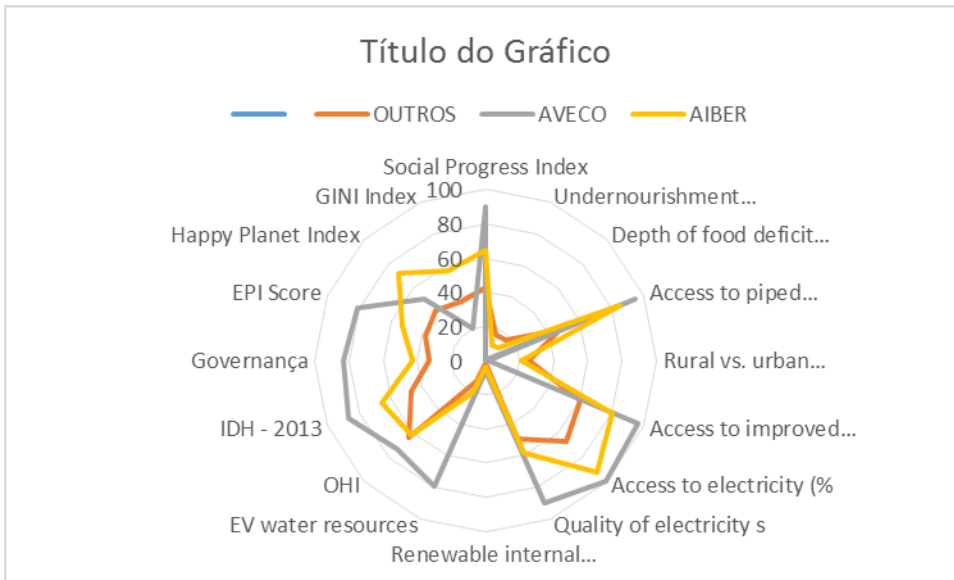 Título do Gráfico
OUTROS AVECO AIBER
Social Progress Index
100
80
60
40
20
0
Undernourishment...
Depth of food deficit...
Access to piped...
Rural vs. urban...
Access to improved...
Access to electricity (%
Quality of electricity s
Renewable internal...
EV water resources
OHI
IDH - 2013
Governança
EPI Score
Happy Planet Index
GINI Index